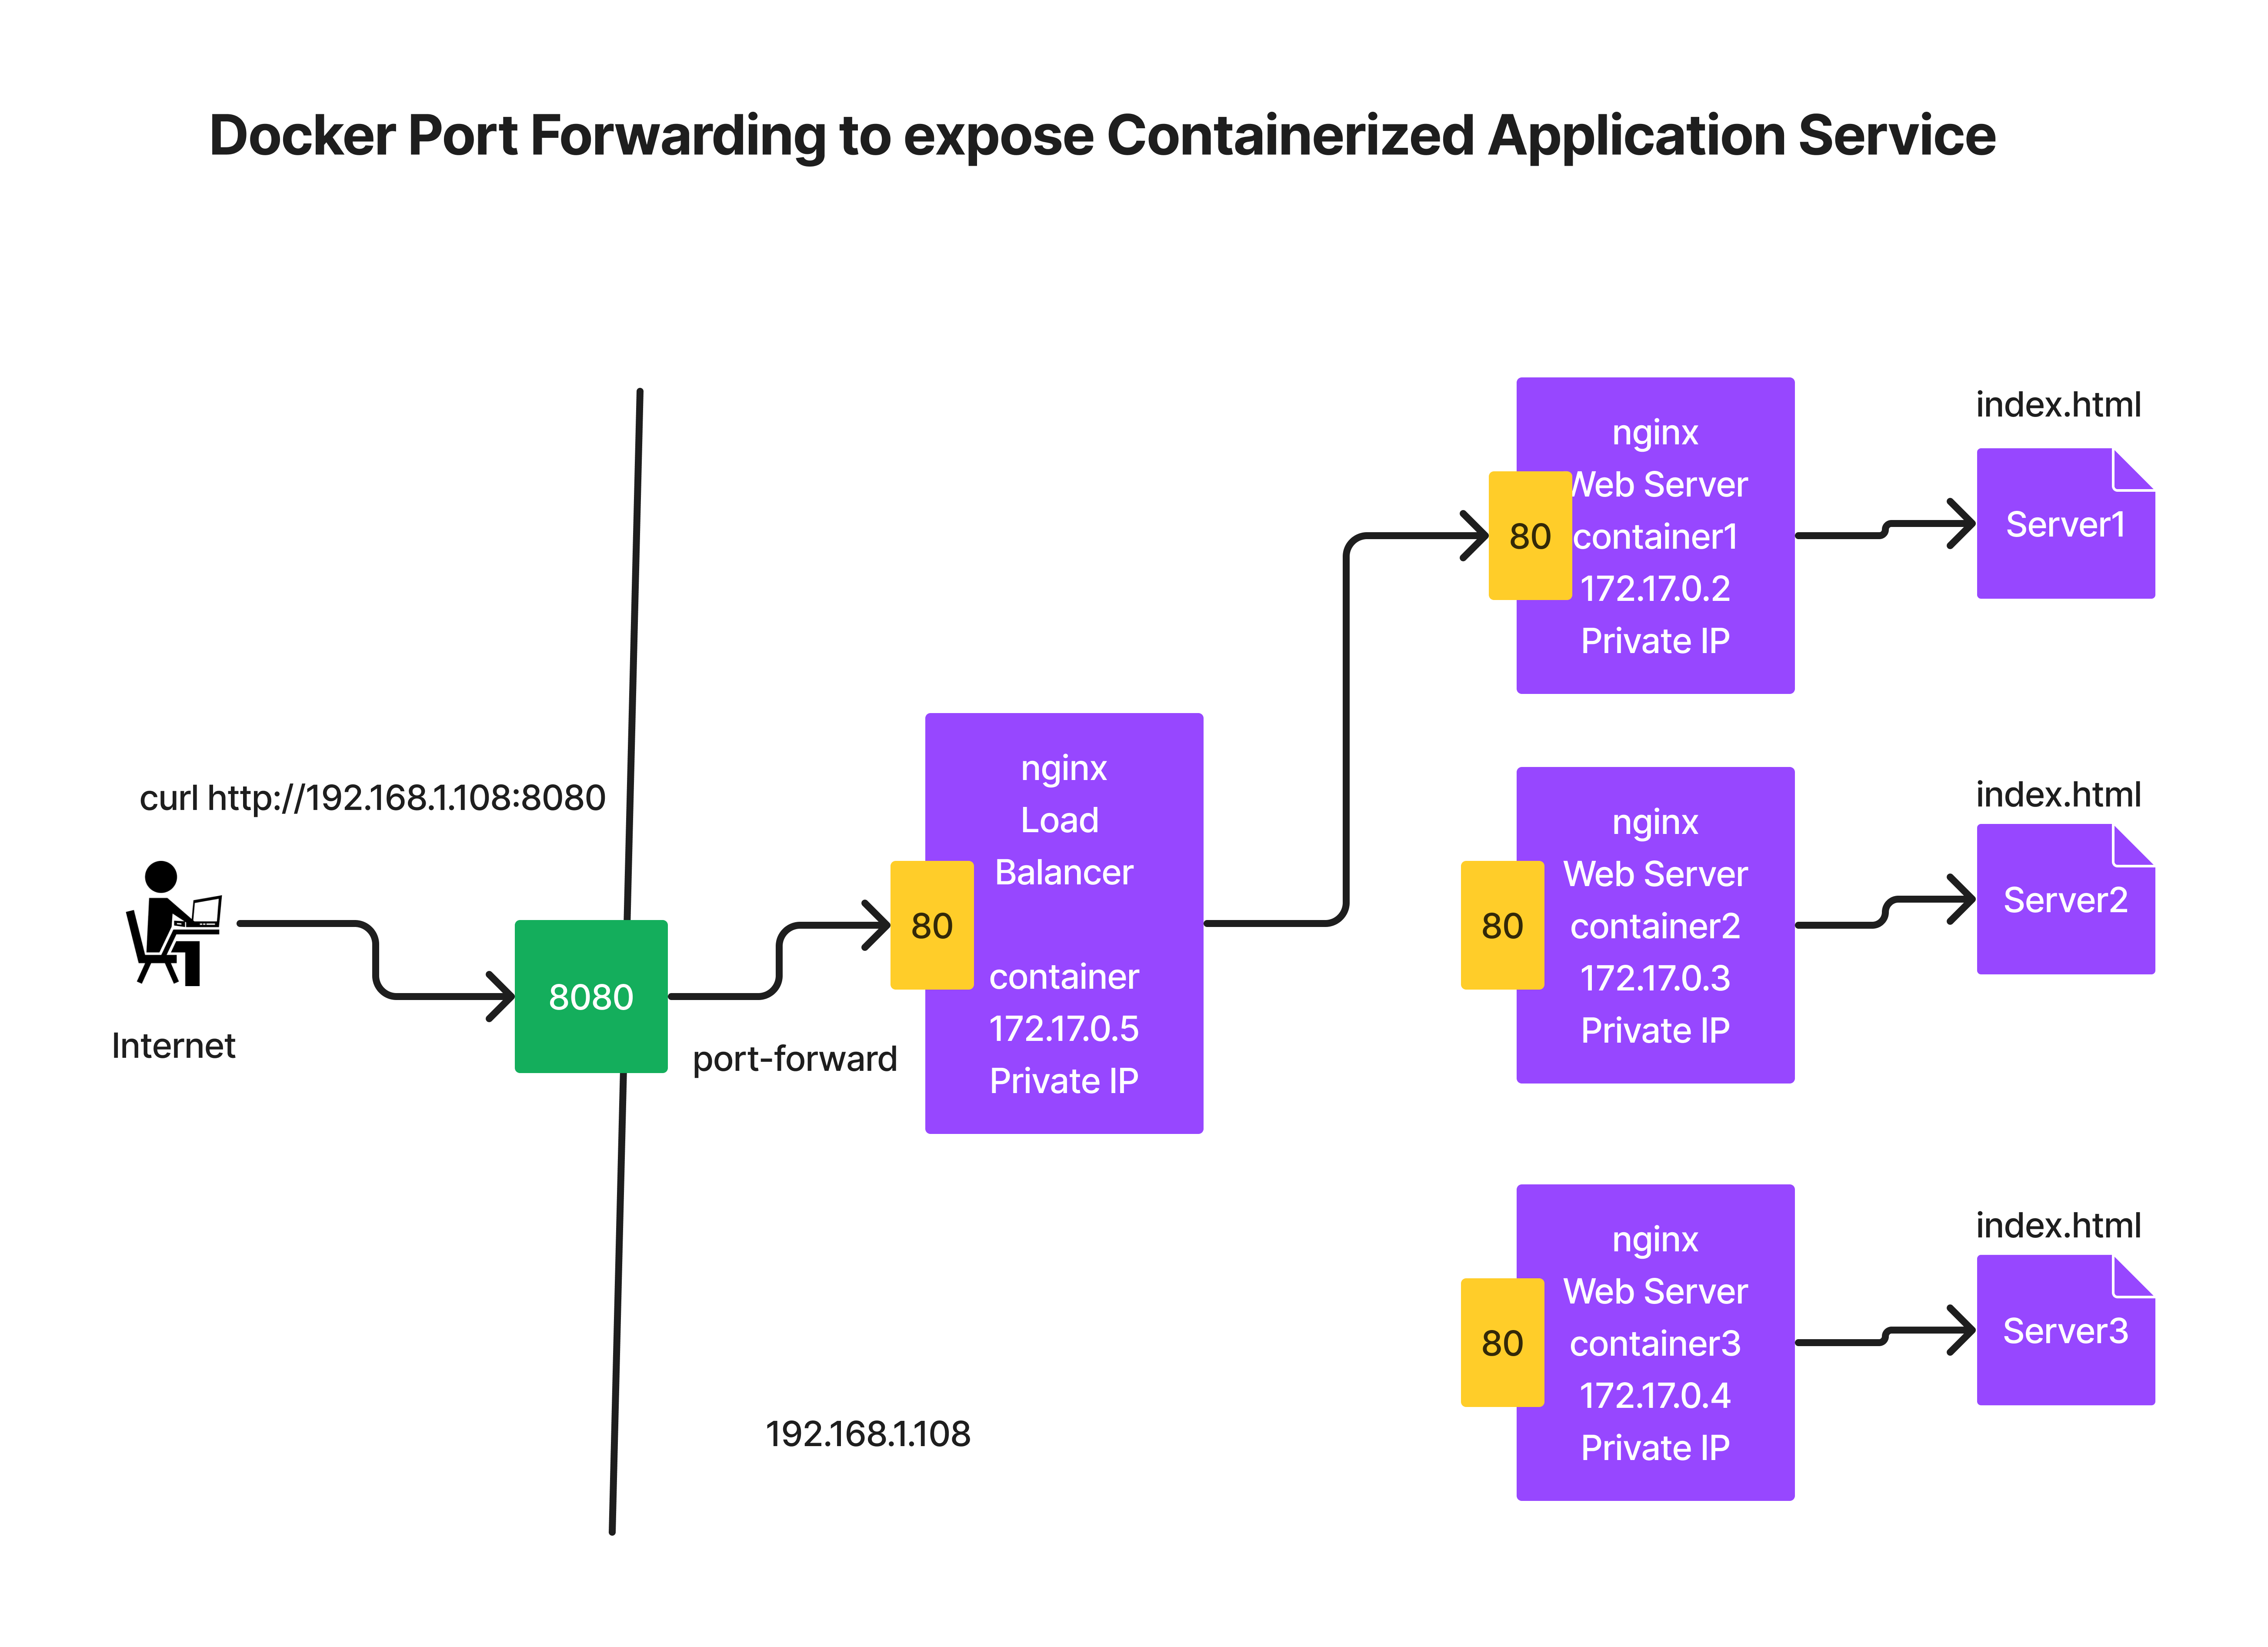 Docker Port Forwarding to expose Containerized Application Service
curl http://192.168.1.108:8080
Internet
8080
port-forward
80
nginx
Load
Balancer
container
172.17.0.5
Private IP
192.168.1.108
80
nginx
Web Server
container1
172.17.0.2
Private IP
index.html
Server1
80
nginx
Web Server
container2
172.17.0.3
Private IP
index.html
Server2
80
nginx
Web Server
container3
172.17.0.4
Private IP
index.html
Server3